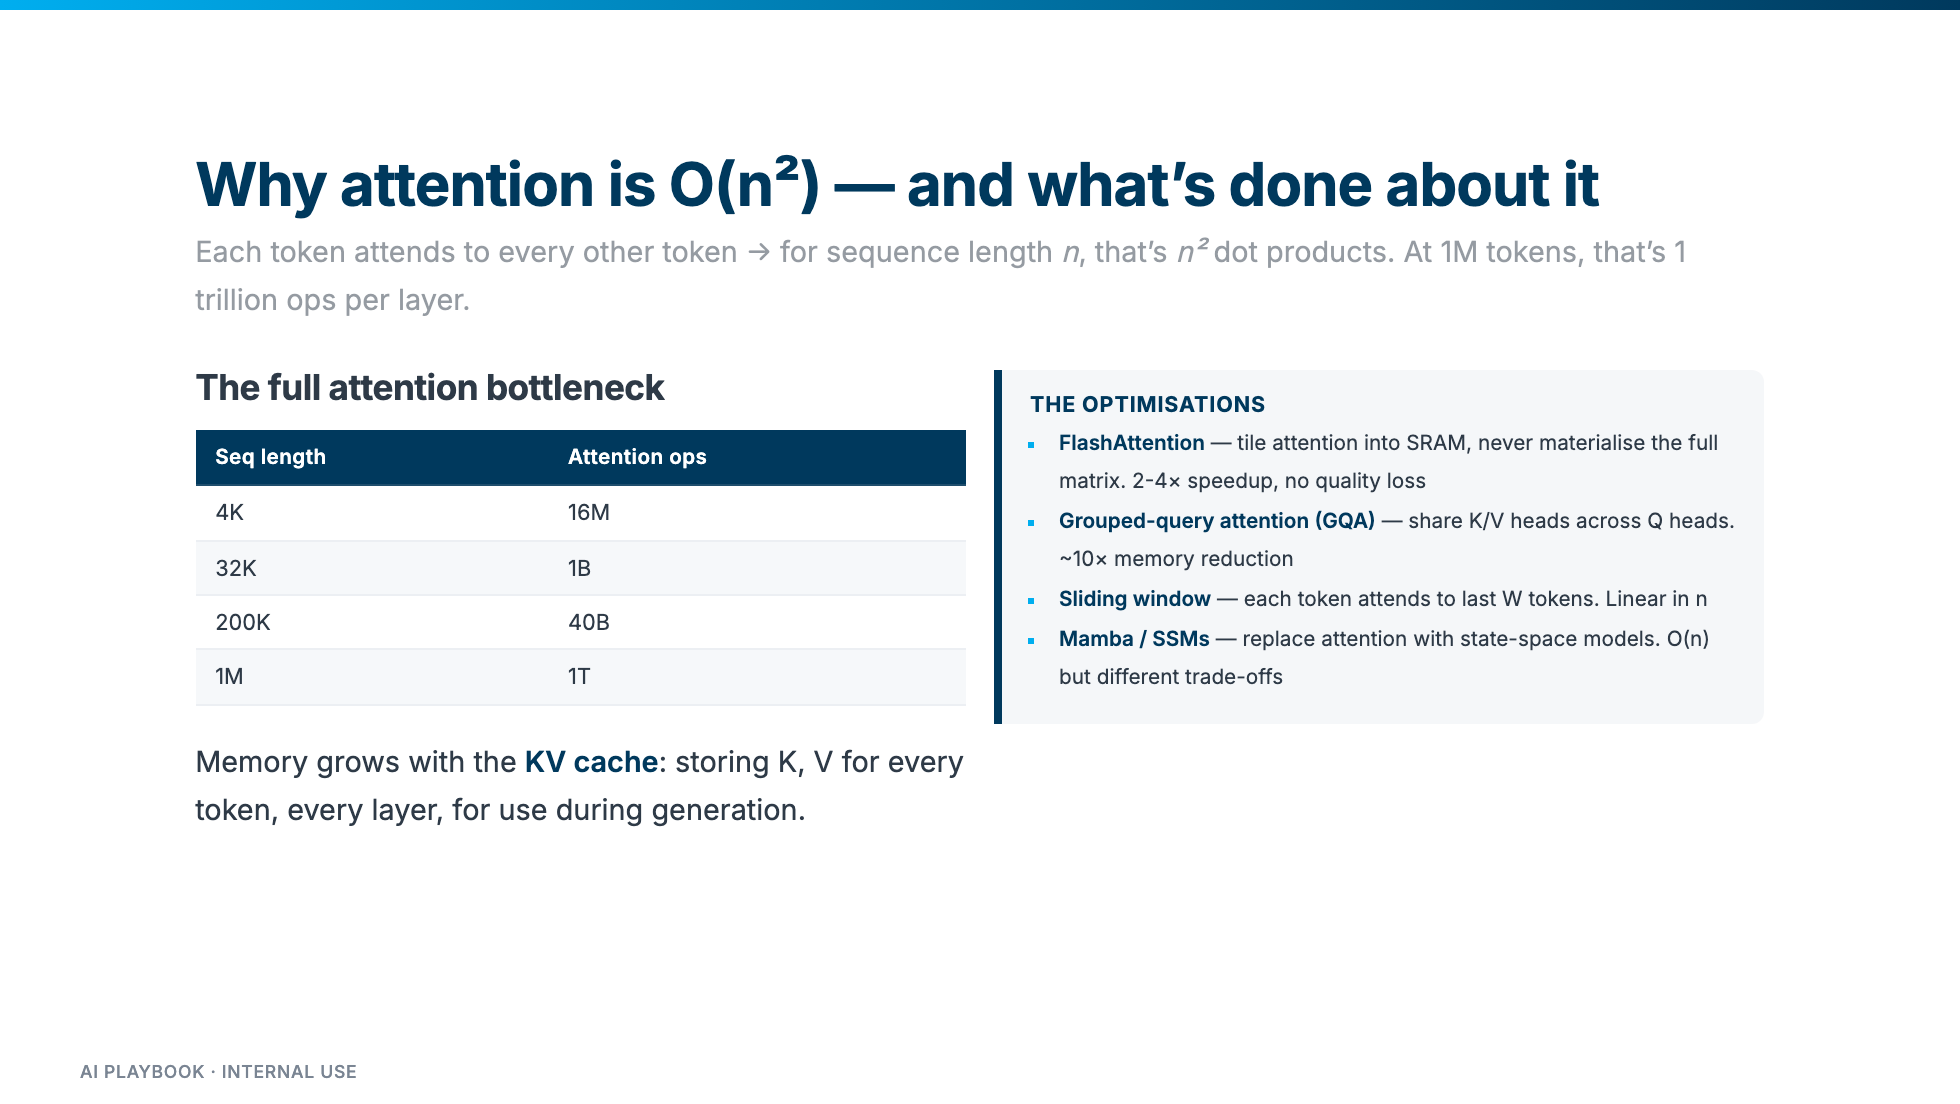 Why attention is O(n²) — and what’s done about it
Each token attends to every other token → for sequence length n, that’s n² dot products. At 1M tokens, that’s 1
trillion ops per layer.
The full attention bottleneck
Seq length Attention ops
4K 16M
32K 1B
200K 40B
1M 1T
Memory grows with the KV cache: storing K, V for every
token, every layer, for use during generation.
THE OPTIMISATIONS
▪ FlashAttention — tile attention into SRAM, never materialise the full
matrix. 2-4× speedup, no quality loss
▪ Grouped-query attention (GQA) — share K/V heads across Q heads.
~10× memory reduction
▪ Sliding window — each token attends to last W tokens. Linear in n
▪ Mamba / SSMs — replace attention with state-space models. O(n)
but different trade-offs
AI PLAYBOOK · INTERNAL USE